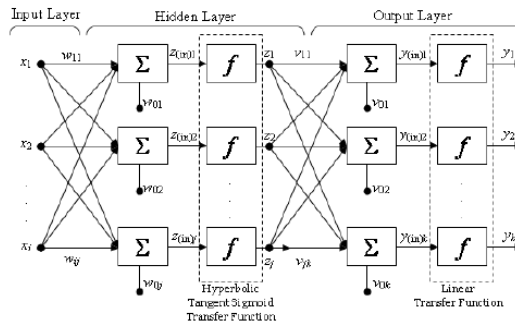 Input Layer Hidden Layer Output Layer
x1 w11 Σ z(in)1 f z1 v11 Σ y(in)1 f y1
w01 v01
x2 Σ z(in)2 f z2 Σ y(in)2 f y2
w02 v02
xi wij Σ z(in)j f zj vjk Σ y(in)k f yk
w0j v0k
Hyperbolic
Tangent Sigmoid
Transfer Function
Linear
Transfer Function